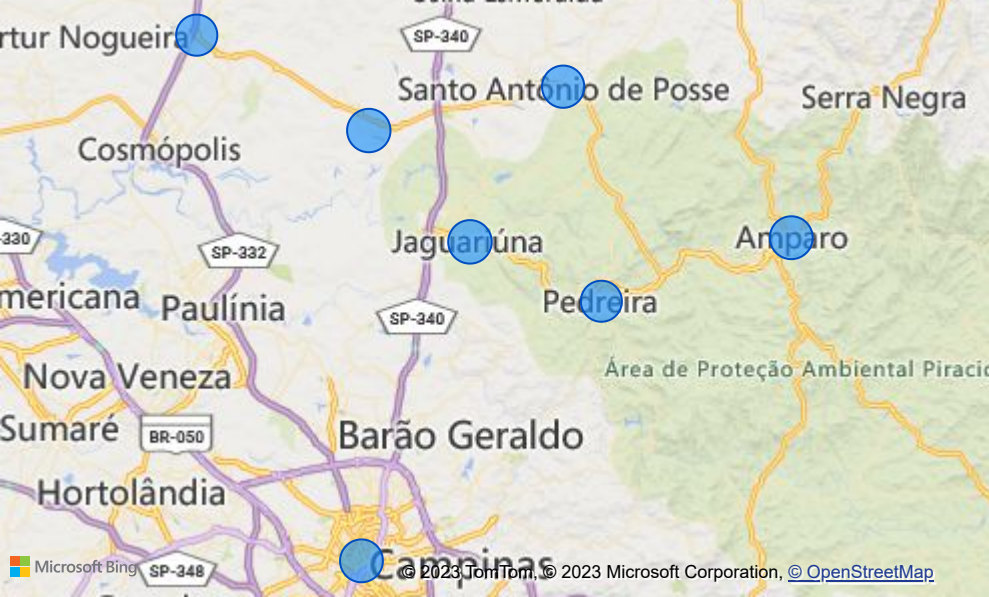 rtur Nogueira
SP-340
Santo Antônio de Posse
Serra Negra
Cosmópolis
-330
SP-332
Jaguariúna
Amparo
mericana
Paulínia
Pedreira
SP-340
Área de Proteção Ambiental Piracic
Nova Veneza
Sumaré
BR-050
Barão Geraldo
Hortolândia
Microsoft Bing
SP-348
Campinas
© 2023 TomTom, © 2023 Microsoft Corporation, © OpenStreetMap